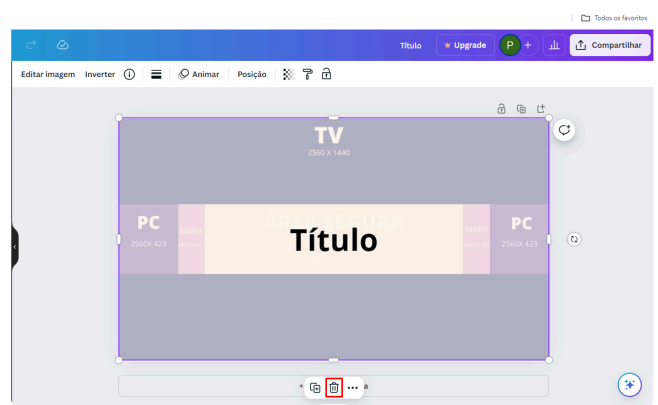 Todos os favoritos
Título
Upgrade
P
Compartilhar
Editar imagem Inverter Animar Posição
TV
2560 X 1440
PC tablet ÁREA SEGURA tablet PC
2560X 423 2560X 423
Título
a